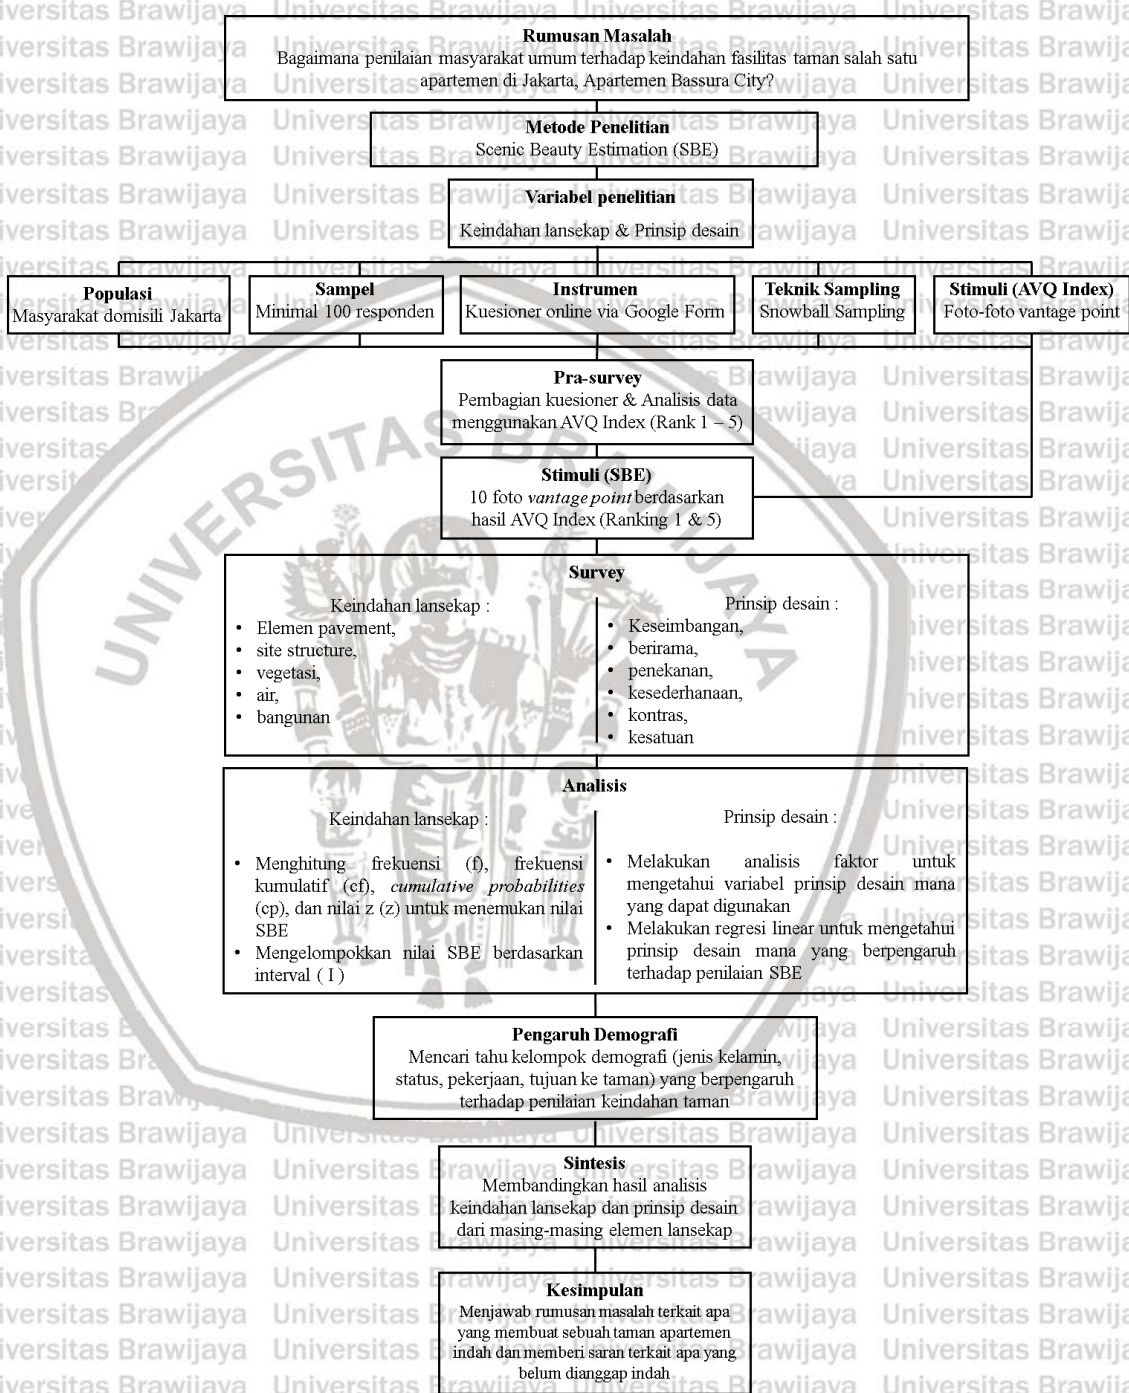 Rumusan Masalah
Bagaimana penilaian masyarakat umum terhadap keindahan fasilitas taman salah satu
apartemen di Jakarta, Apartemen Bassura City?
Metode Penelitian
Scenic Beauty Estimation (SBE)
Variabel penelitian
Keindahan lansekap & Prinsip desain
Populasi
Masyarakat domisili Jakarta
Sampel
Minimal 100 responden
Instrumen
Kuesioner online via Google Form
Teknik Sampling
Snowball Sampling
Stimuli (AVQ Index)
Foto-foto vantage point
Pra-survey
Pembagian kuesioner & Analisis data
menggunakan AVQ Index (Rank 1 – 5)
Stimuli (SBE)
10 foto vantage point berdasarkan
hasil AVQ Index (Ranking 1 & 5)
Survey
Keindahan lansekap :
• Elemen pavement,
• site structure,
• vegetasi,
• air,
• bangunan
Prinsip desain :
• Keseimbangan,
• berirama,
• penekanan,
• kesederhanaan,
• kontras,
• kesatuan
Analisis
Keindahan lansekap :
• Menghitung frekuensi (f), frekuensi
kumulatif (cf), cumulative probabilities
(cp), dan nilai z (z) untuk menemukan nilai
SBE
• Mengelompokkan nilai SBE berdasarkan
interval ( I )
Prinsip desain :
• Melakukan analisis faktor untuk
mengetahui variabel prinsip desain mana
yang dapat digunakan
• Melakukan regresi linear untuk mengetahui
prinsip desain mana yang berpengaruh
terhadap penilaian SBE
Pengaruh Demografi
Mencari tahu kelompok demografi (jenis kelamin,
status, pekerjaan, tujuan ke taman) yang berpengaruh
terhadap penilaian keindahan taman
Sintesis
Membandingkan hasil analisis
keindahan lansekap dan prinsip desain
dari masing-masing elemen lansekap
Kesimpulan
Menjawab rumusan masalah terkait apa
yang membuat sebuah taman apartemen
indah dan memberi saran terkait apa yang
belum dianggap indah
UNIVERSITAS BRAWIJAYA
Universitas Brawijaya